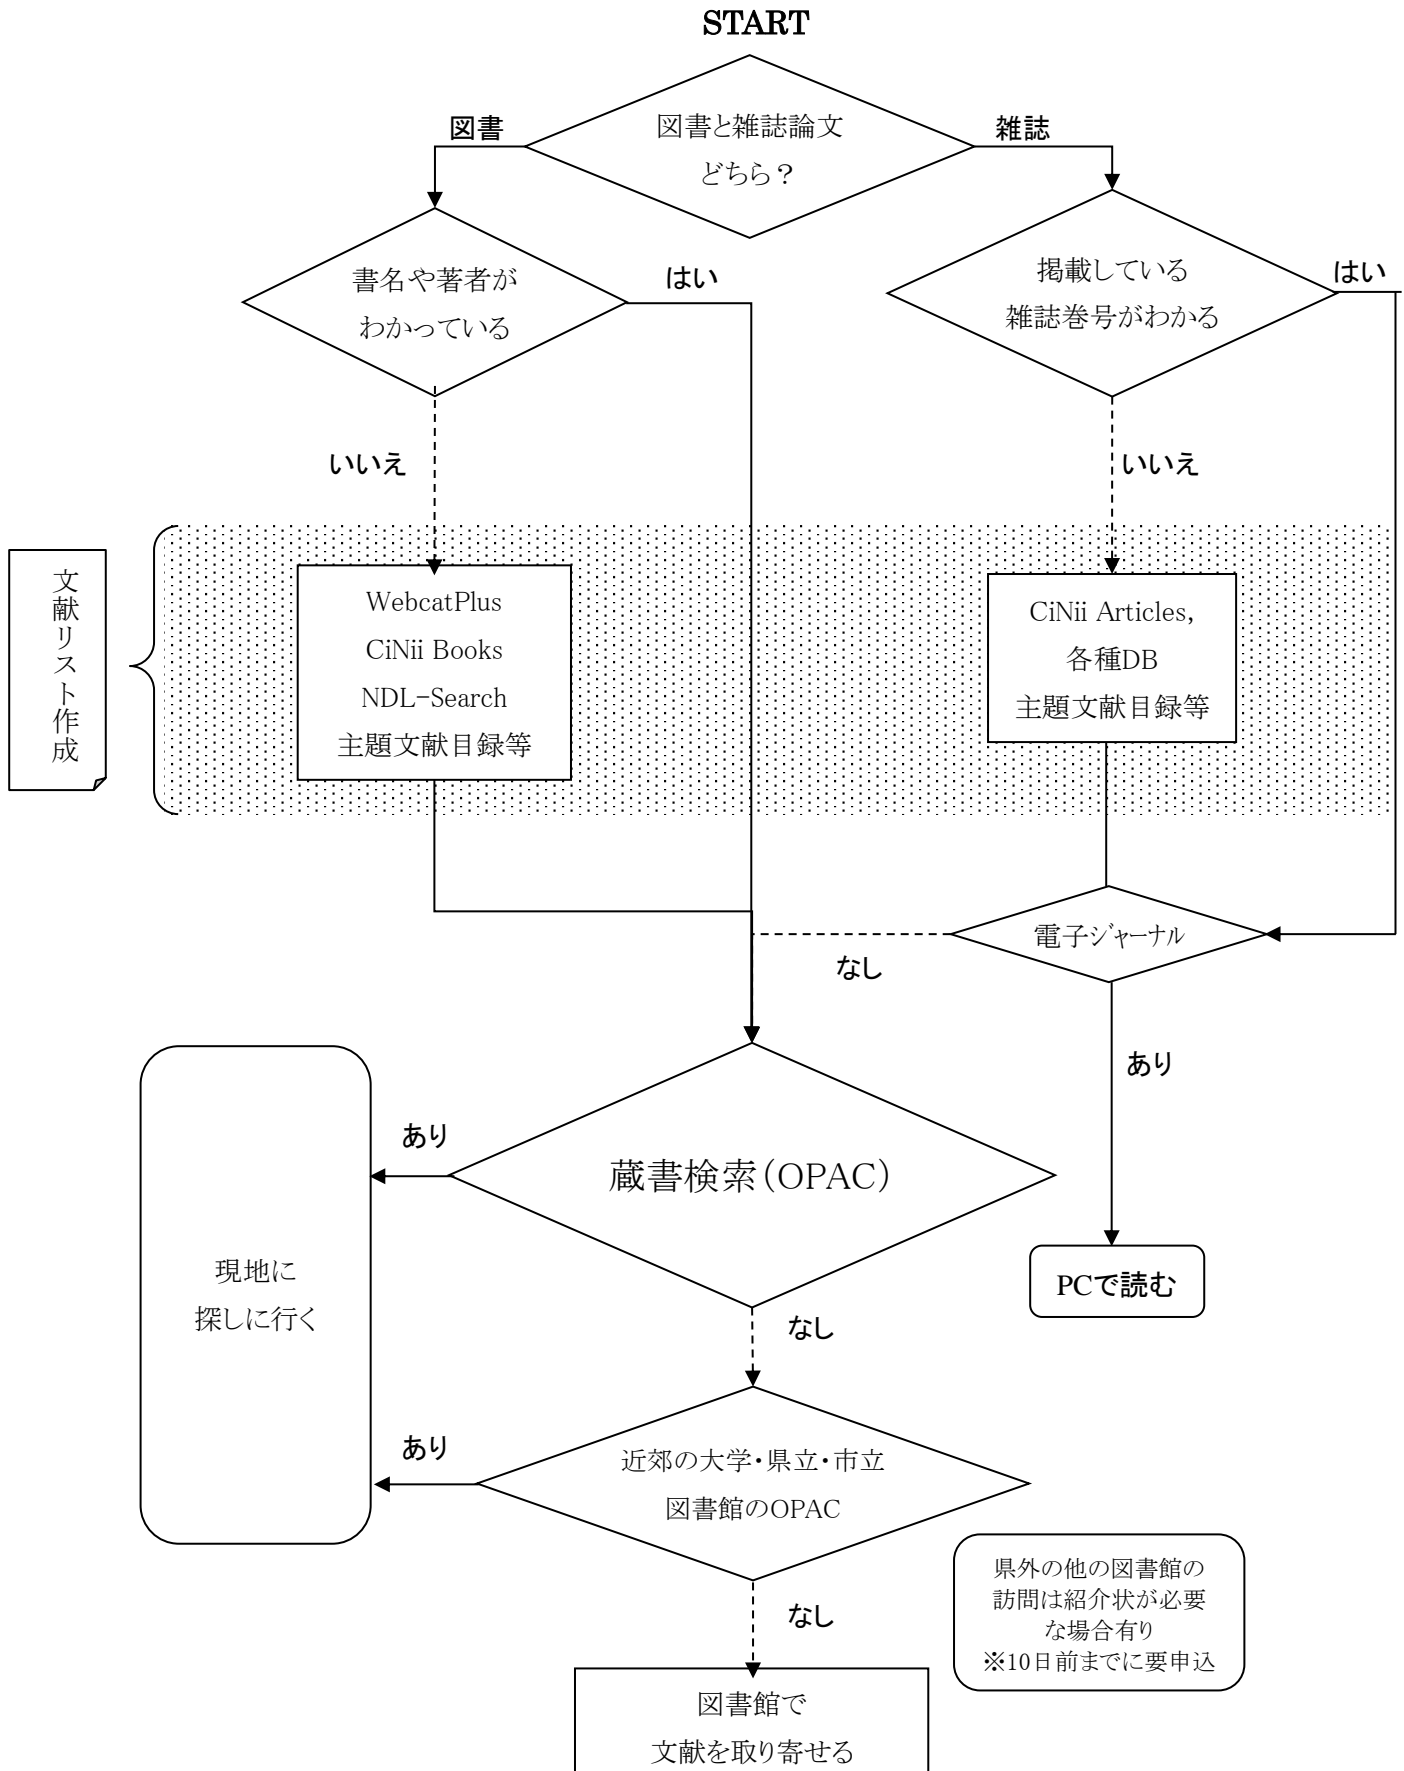 START
図書と雑誌論文
どちら？
図書
雑誌
書名や著者が
わかっている
はい
掲載している
雑誌巻号がわかる
はい
いいえ
いいえ
文献リスト作成
WebcatPlus
CiNii Books
NDL-Search
主題文献目録等
CiNii Articles,
各種DB
主題文献目録等
電子ジャーナル
なし
あり
あり
蔵書検索（OPAC）
現地に
探しに行く
PCで読む
なし
あり
近郊の大学・県立・市立
図書館のOPAC
なし
県外の他の図書館の
訪問は紹介状が必要
な場合有り
※10日前までに要申込
図書館で
文献を取り寄せる